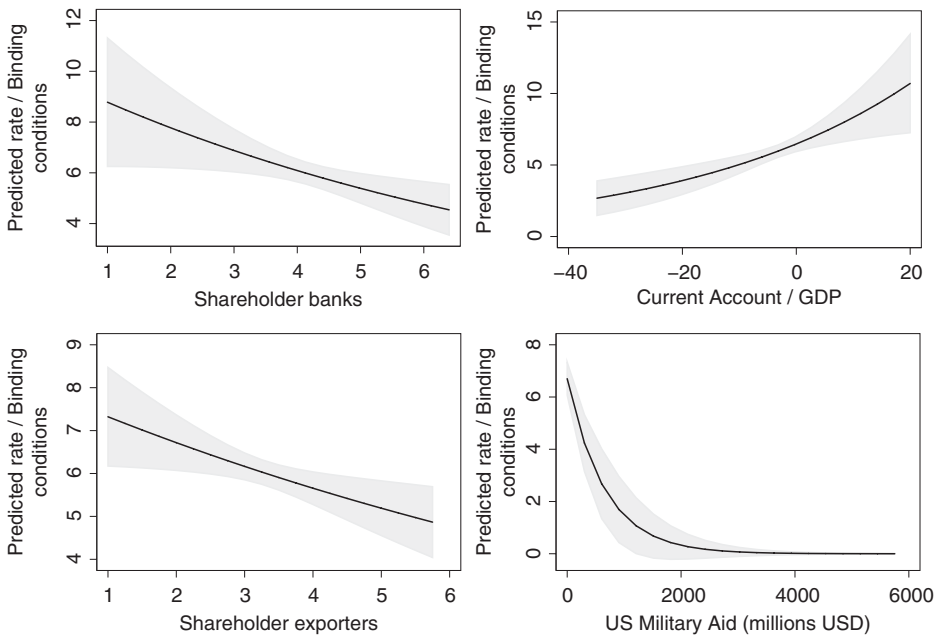 Predicted rate / Binding
conditions
12
10
8
6
4
1 2 3 4 5 6
Shareholder banks
Predicted rate / Binding
conditions
15
10
5
0
−40 −20 0 20
Current Account / GDP
Predicted rate / Binding
conditions
9
8
7
6
5
4
1 2 3 4 5 6
Shareholder exporters
Predicted rate / Binding
conditions
8
6
4
2
0
0 2000 4000 6000
US Military Aid (millions USD)